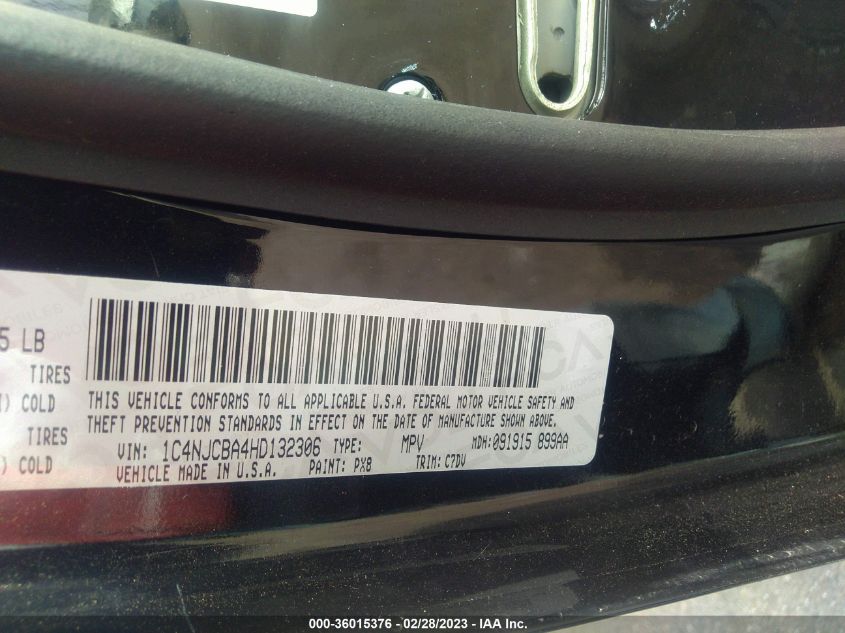 5 LB
TIRES
) COLD
TIRES
) COLD
THIS VEHICLE CONFORMS TO ALL APPLICABLE U.S.A. FEDERAL MOTOR VEHICLE SAFETY AND
THEFT PREVENTION STANDARDS IN EFFECT ON THE DATE OF MANUFACTURE SHOWN ABOVE.
VIN: 1C4NJCBA4HD132306 TYPE: MPV MDH: 091915 899AA
VEHICLE MADE IN U.S.A. PAINT: PX8 TRIM: C7DV
000-36015376 - 02/28/2023 - IAA Inc.